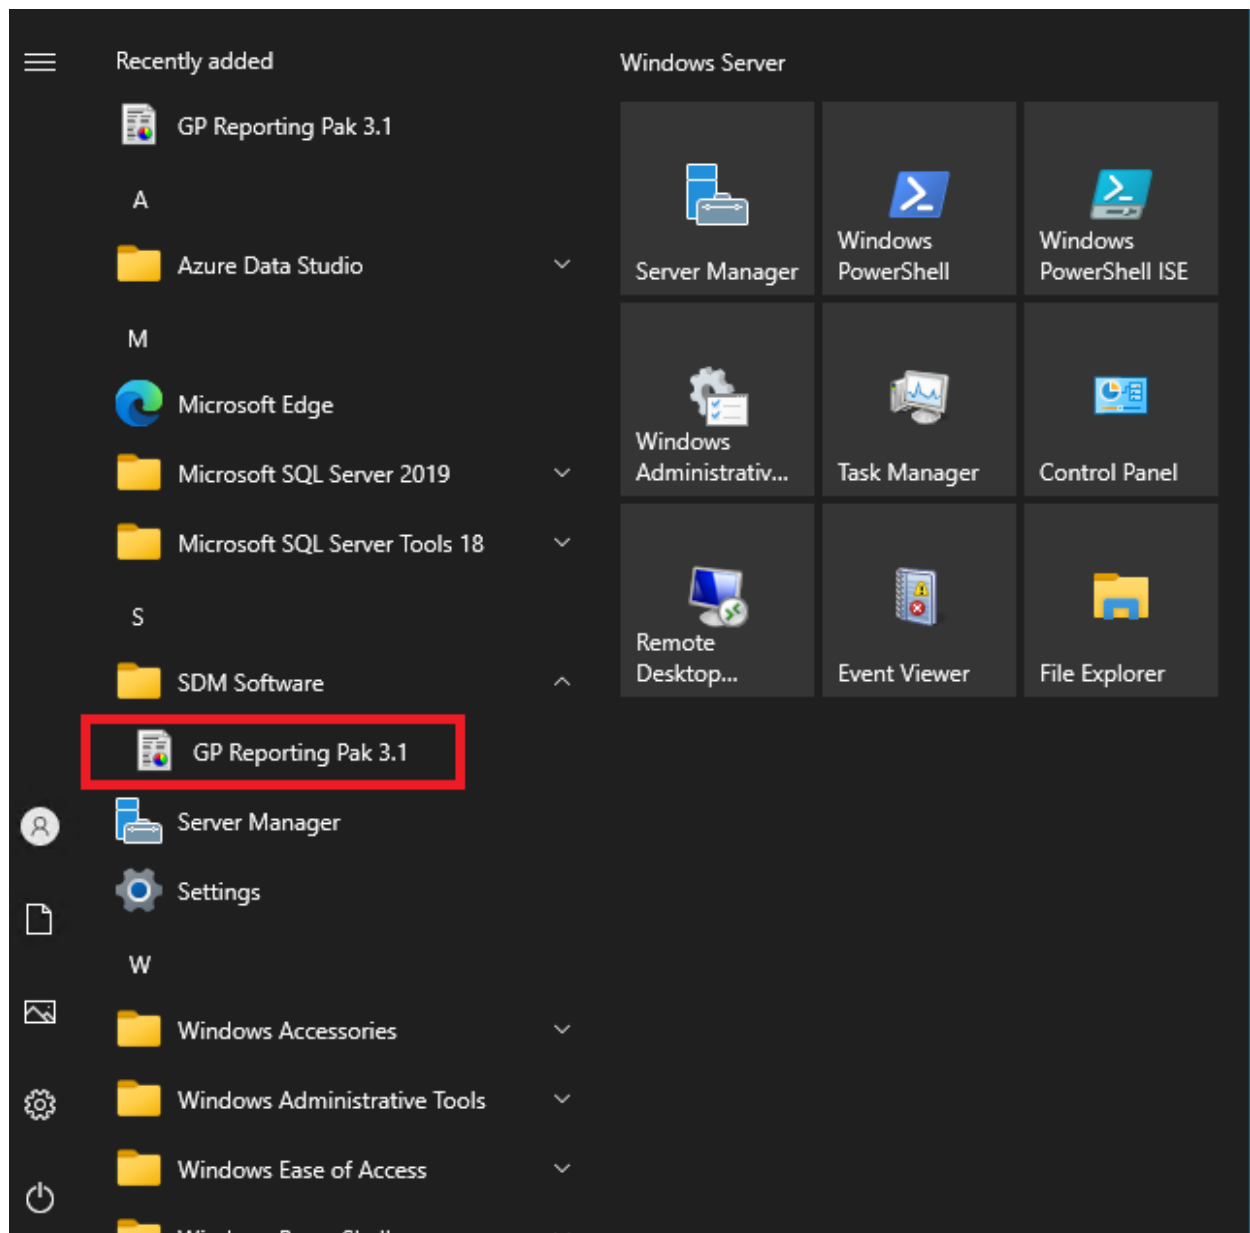 Recently added
GP Reporting Pak 3.1
A
Azure Data Studio
M
Microsoft Edge
Microsoft SQL Server 2019
Microsoft SQL Server Tools 18
S
SDM Software
GP Reporting Pak 3.1
Server Manager
Settings
W
Windows Accessories
Windows Administrative Tools
Windows Ease of Access
Windows Server
Server Manager
Windows
PowerShell
Windows
PowerShell ISE
Windows
Administrativ...
Task Manager
Control Panel
Remote
Desktop...
Event Viewer
File Explorer